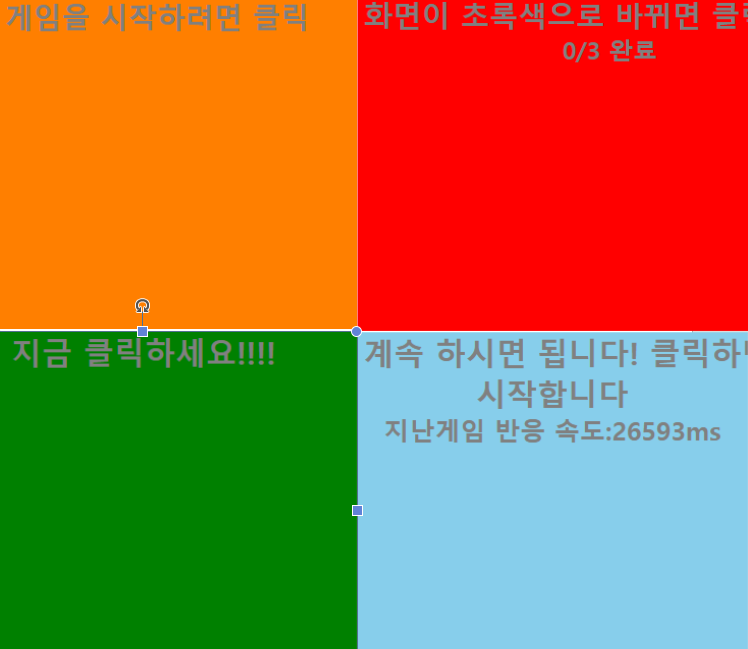 게임을 시작하려면 클릭
화면이 초록색으로 바뀌면
0/3 완료
지금 클릭하세요!!!!
계속 하시면 됩니다! 클릭하면
시작합니다
지난게임 반응 속도:26593ms